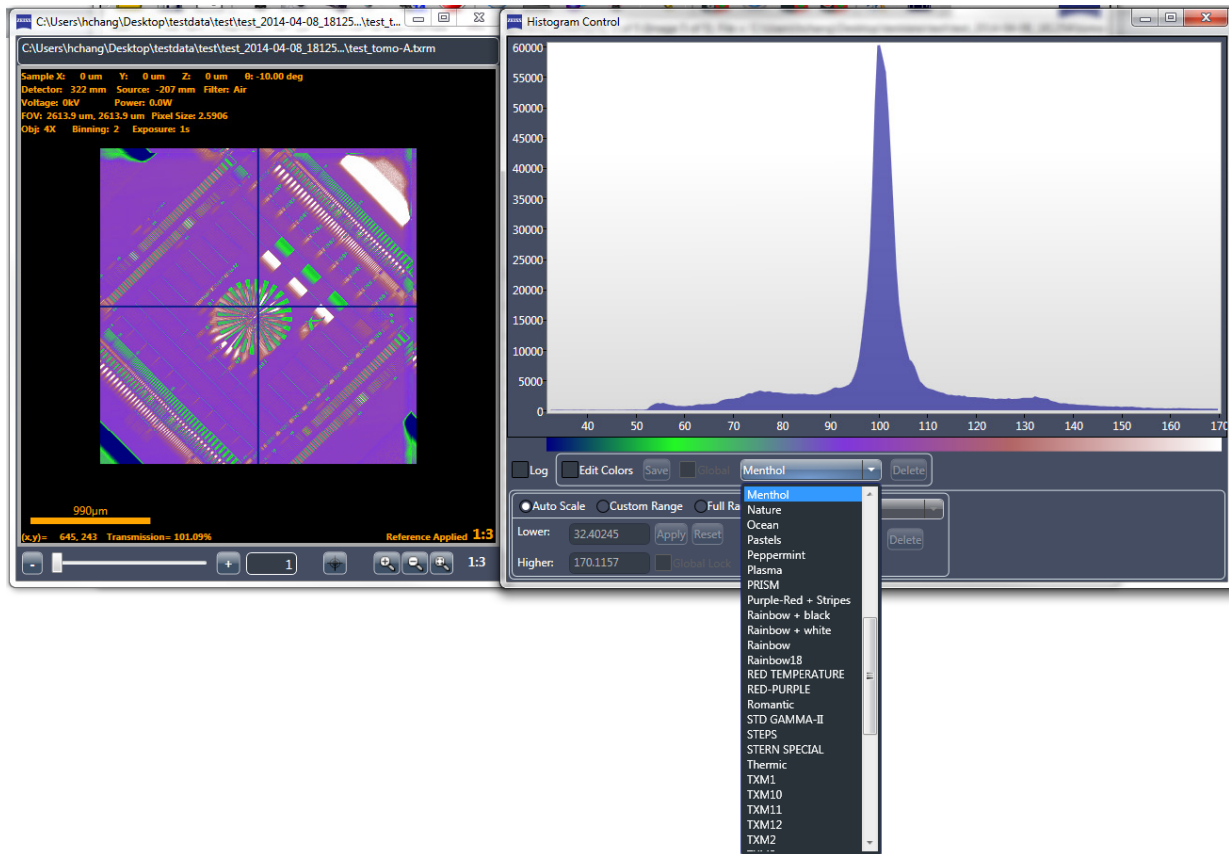 ZEISS C:\Users\hchang\Desktop\testdata\test\test_2014-04-08_18125...\test_t...
C:\Users\hchang\Desktop\testdata\test\test_2014-04-08_18125...\test_tomo-A.txrm
Sample X: 0 um Y: 0 um Z: 0 um θ: -10.00 deg
Detector: 322 mm Source: -207 mm Filter: Air
Voltage: 0kV Power: 0.0W
FOV: 2613.9 um, 2613.9 um Pixel Size: 2.5906
Obj: 4X Binning: 2 Exposure: 1s
990µm
(x,y)= 645, 243 Transmission= 101.09% Reference Applied 1:3
- + 1 1:3
ZEISS Histogram Control
60000
55000
50000
45000
40000
35000
30000
25000
20000
15000
10000
5000
0
40 50 60 70 80 90 100 110 120 130 140 150 160 170
Log Edit Colors Save Global Menthol Delete
Auto Scale Custom Range Full Ra
Lower: 32.40245 Apply Reset Delete
Higher: 170.1157 Global Lock
Menthol
Nature
Ocean
Pastels
Peppermint
Plasma
PRISM
Purple-Red + Stripes
Rainbow + black
Rainbow + white
Rainbow
Rainbow18
RED TEMPERATURE
RED-PURPLE
Romantic
STD GAMMA-II
STEPS
STERN SPECIAL
Thermic
TXM1
TXM10
TXM11
TXM12
TXM2